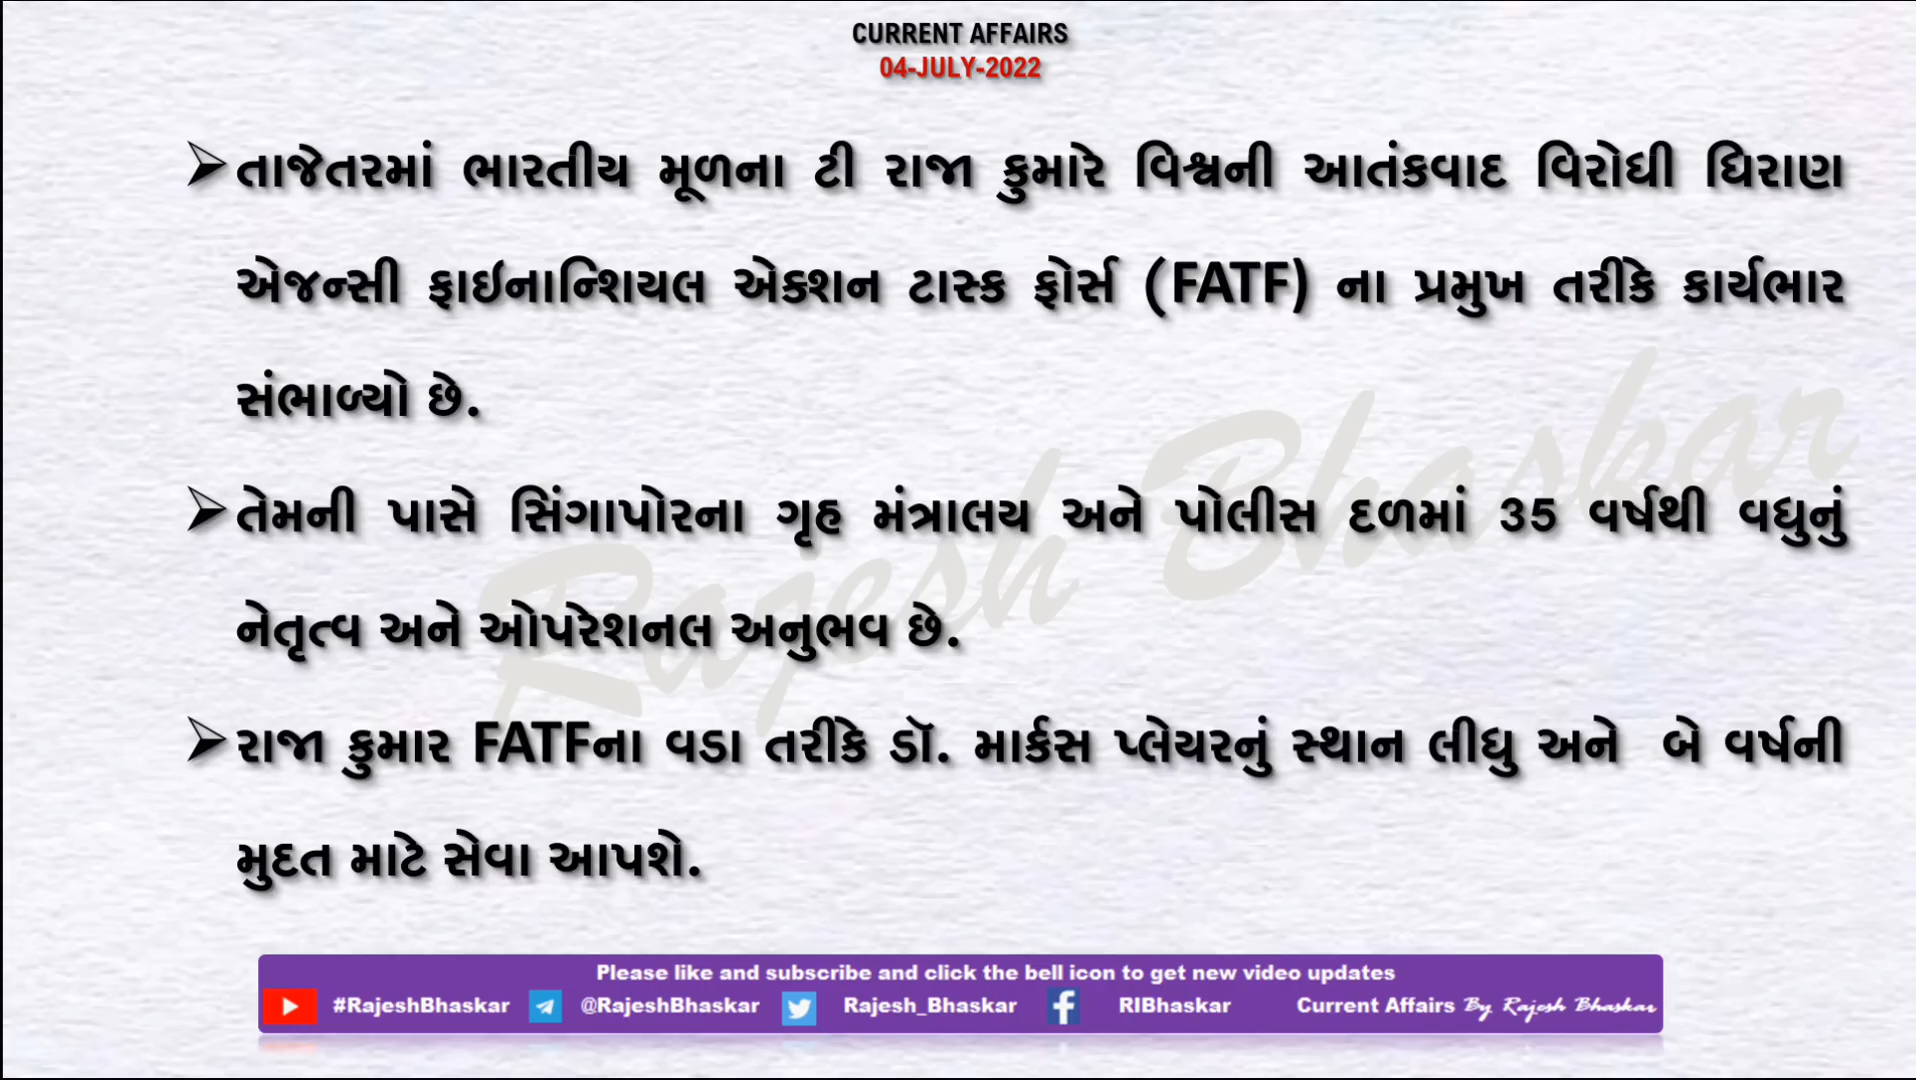 CURRENT AFFAIRS
04-JULY-2022
➢તાજેતરમાં ભારતીય મૂળના ટી રાજા કુમારે વિશ્વની આતંકવાદ વિરોધી ધિરાણ
એજન્સી ફાઇનાન્શિયલ એક્શન ટાસ્ક ફોર્સ (FATF) ના પ્રમુખ તરીકે કાર્યભાર
સંભાળ્યો છે.
➢તેમની પાસે સિંગાપોરના ગૃહ મંત્રાલય અને પોલીસ દળમાં 35 વર્ષથી વધુનું
નેતૃત્વ અને ઓપરેશનલ અનુભવ છે.
➢રાજા કુમાર FATFના વડા તરીકે ડૉ. માર્કસ પ્લેયરનું સ્થાન લીધુ અને બે વર્ષની
મુદત માટે સેવા આપશે.
Rajesh Bhaskar
Please like and subscribe and click the bell icon to get new video updates
#RajeshBhaskar @RajeshBhaskar Rajesh_Bhaskar RIBhaskar Current Affairs By Rajesh Bhaskar